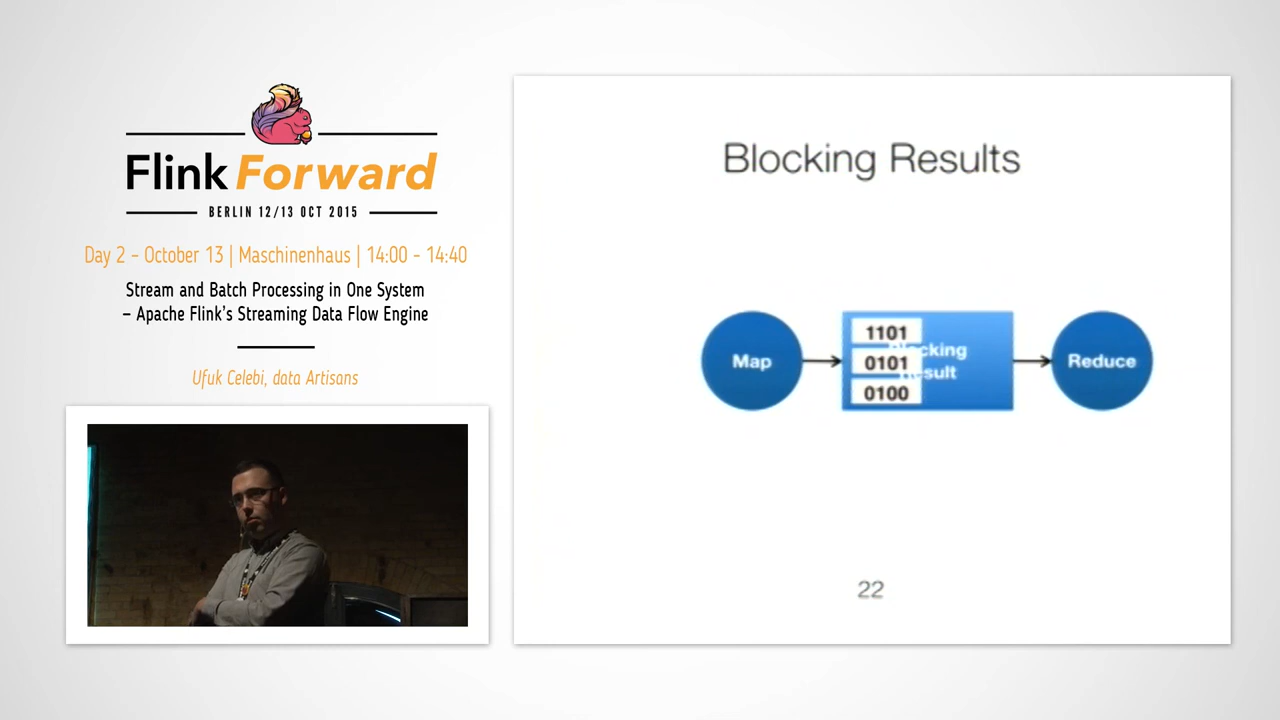 Flink Forward
BERLIN 12/13 OCT 2015
Day 2 - October 13 | Maschinenhaus | 14:00 - 14:40
Stream and Batch Processing in One System
– Apache Flink's Streaming Data Flow Engine
Ufuk Celebi, data Artisans
Blocking Results
Map
1101
0101
0100
Blocking
Result
Reduce
22